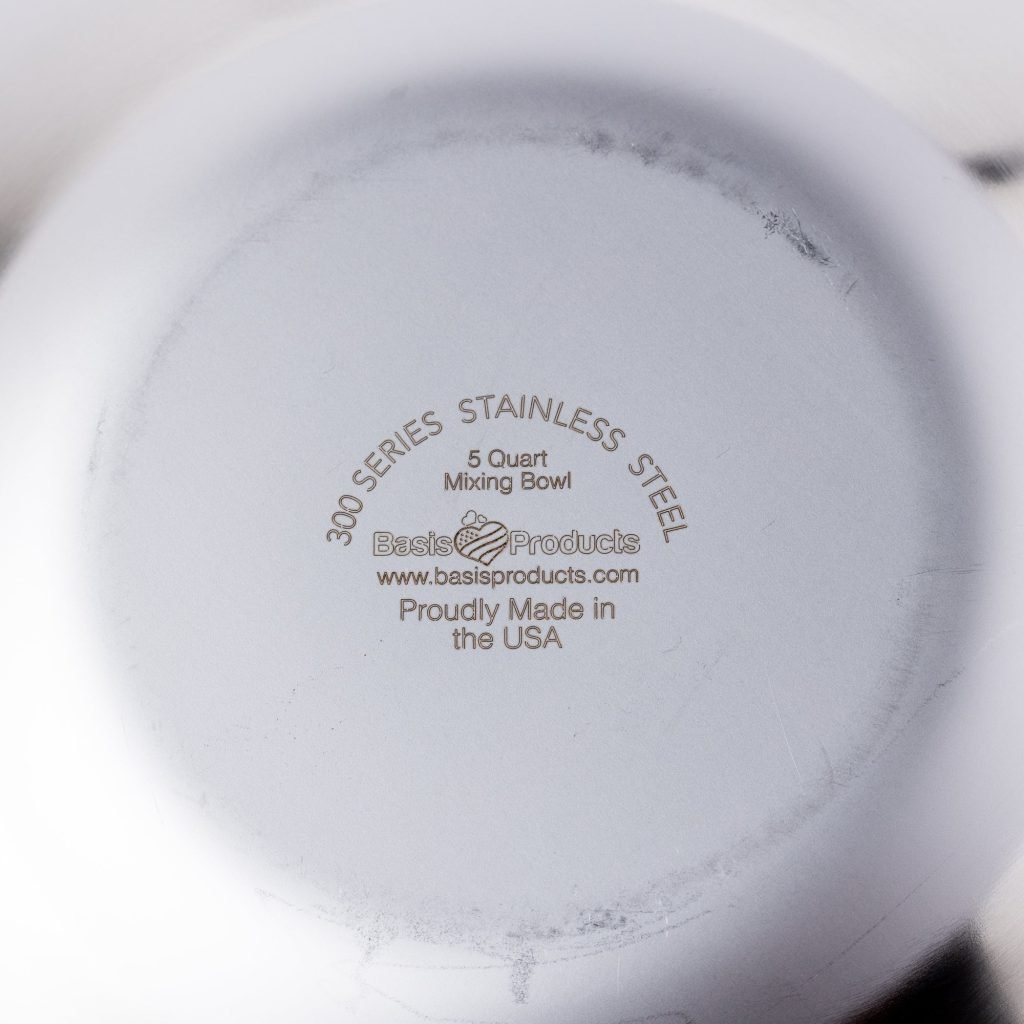 300 SERIES STAINLESS STEEL
5 Quart
Mixing Bowl
Basis Products
www.basisproducts.com
Proudly Made in
the USA